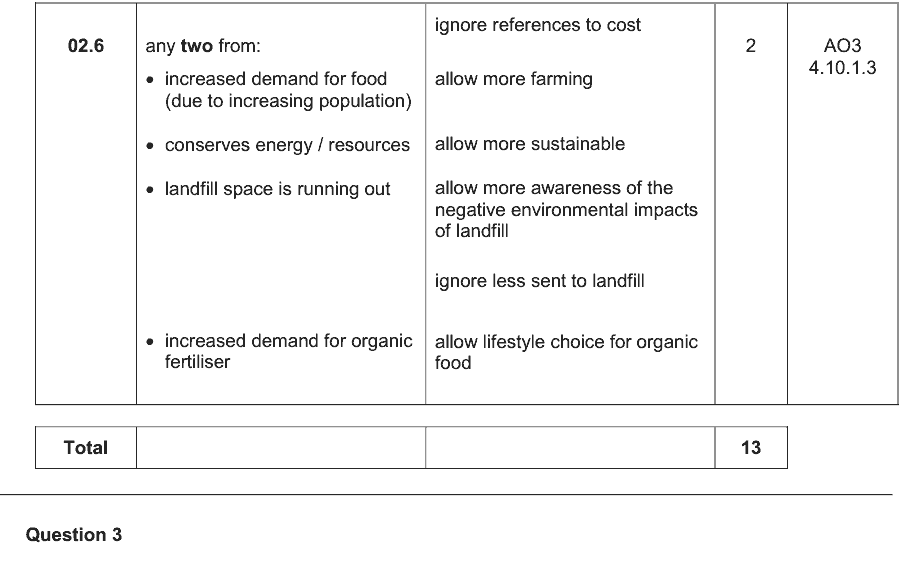 ignore references to cost
02.6 any two from: 2 AO3
4.10.1.3
• increased demand for food allow more farming
(due to increasing population)
• conserves energy / resources allow more sustainable
• landfill space is running out allow more awareness of the
negative environmental impacts
of landfill
ignore less sent to landfill
• increased demand for organic allow lifestyle choice for organic
fertiliser food
Total 13
Question 3